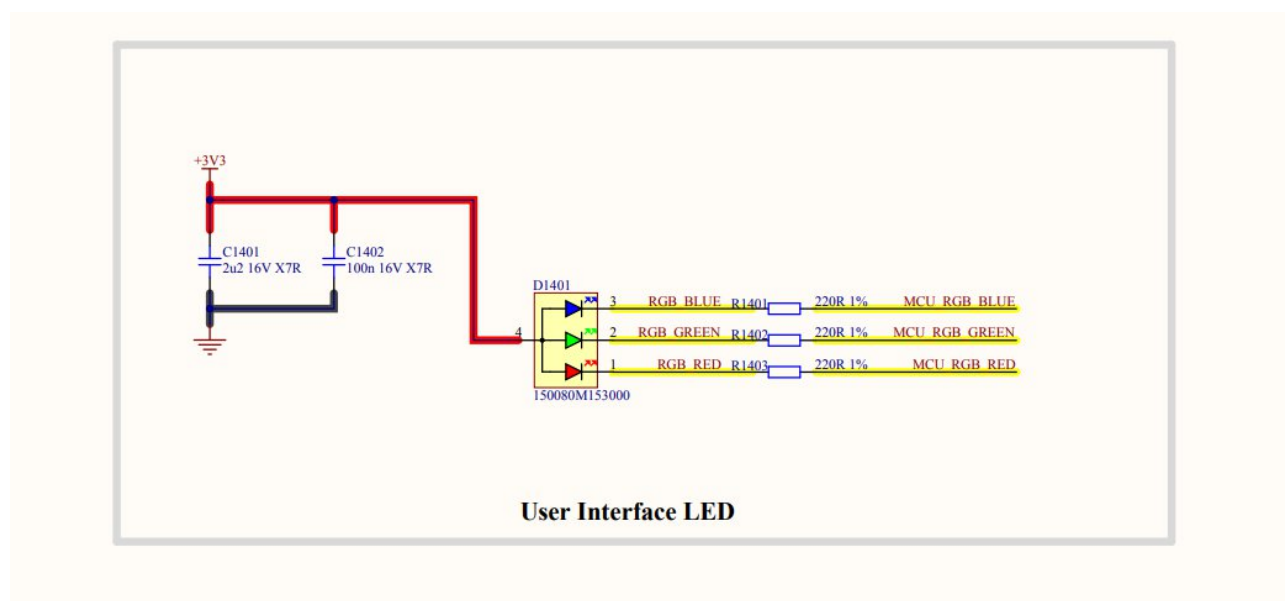 +3V3
C1401
2u2 16V X7R
C1402
100n 16V X7R
D1401
4
3 RGB_BLUE R1401 220R 1% MCU_RGB_BLUE
2 RGB_GREEN R1402 220R 1% MCU_RGB_GREEN
1 RGB_RED R1403 220R 1% MCU_RGB_RED
150080M153000
User Interface LED